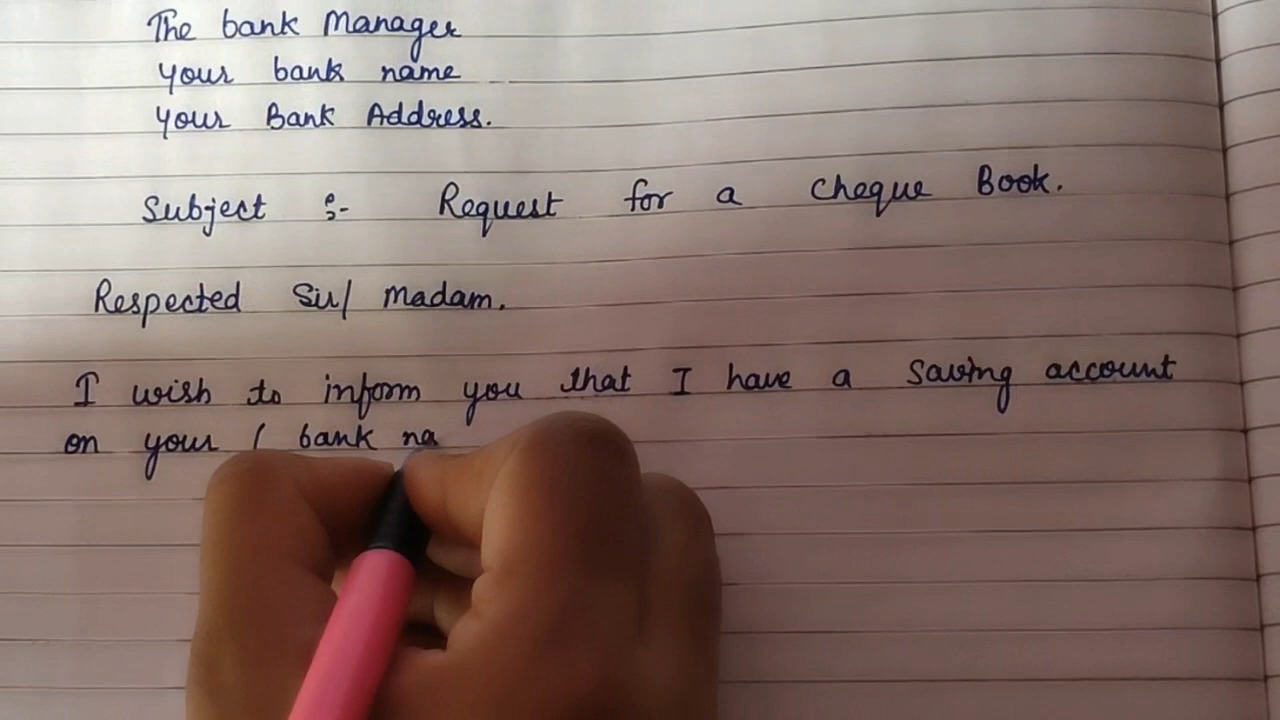 The bank Manager
your bank name
your Bank Address.
Subject :- Request for a Cheque Book.
Respected Sir/ Madam.
I wish to inform you that I have a Saving account
on your ( bank na